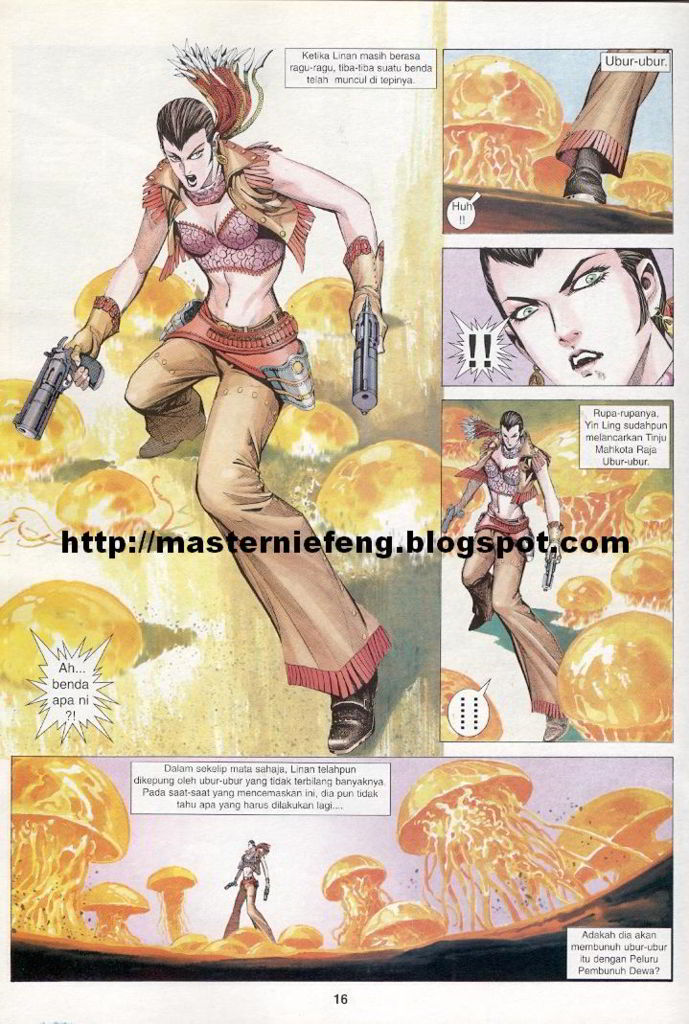 Ketika Linan masih berasa
ragu-ragu, tiba-tiba suatu benda
telah muncul di tepinya.
Ah...
benda
apa ni
?!
Ubur-ubur.
Huh
!!
!!
Rupa-rupanya,
Yin Ling sudahpun
melancarkan Tinju
Mahkota Raja
Ubur-ubur.
http://masterniefeng.blogspot.com
Dalam sekelip mata sahaja, Linan telahpun
dikepung oleh ubur-ubur yang tidak terbilang banyaknya.
Pada saat-saat yang mencemaskan ini, dia pun tidak
tahu apa yang harus dilakukan lagi....
Adakah dia akan
membunuh ubur-ubur
itu dengan Peluru
Pembunuh Dewa?
16